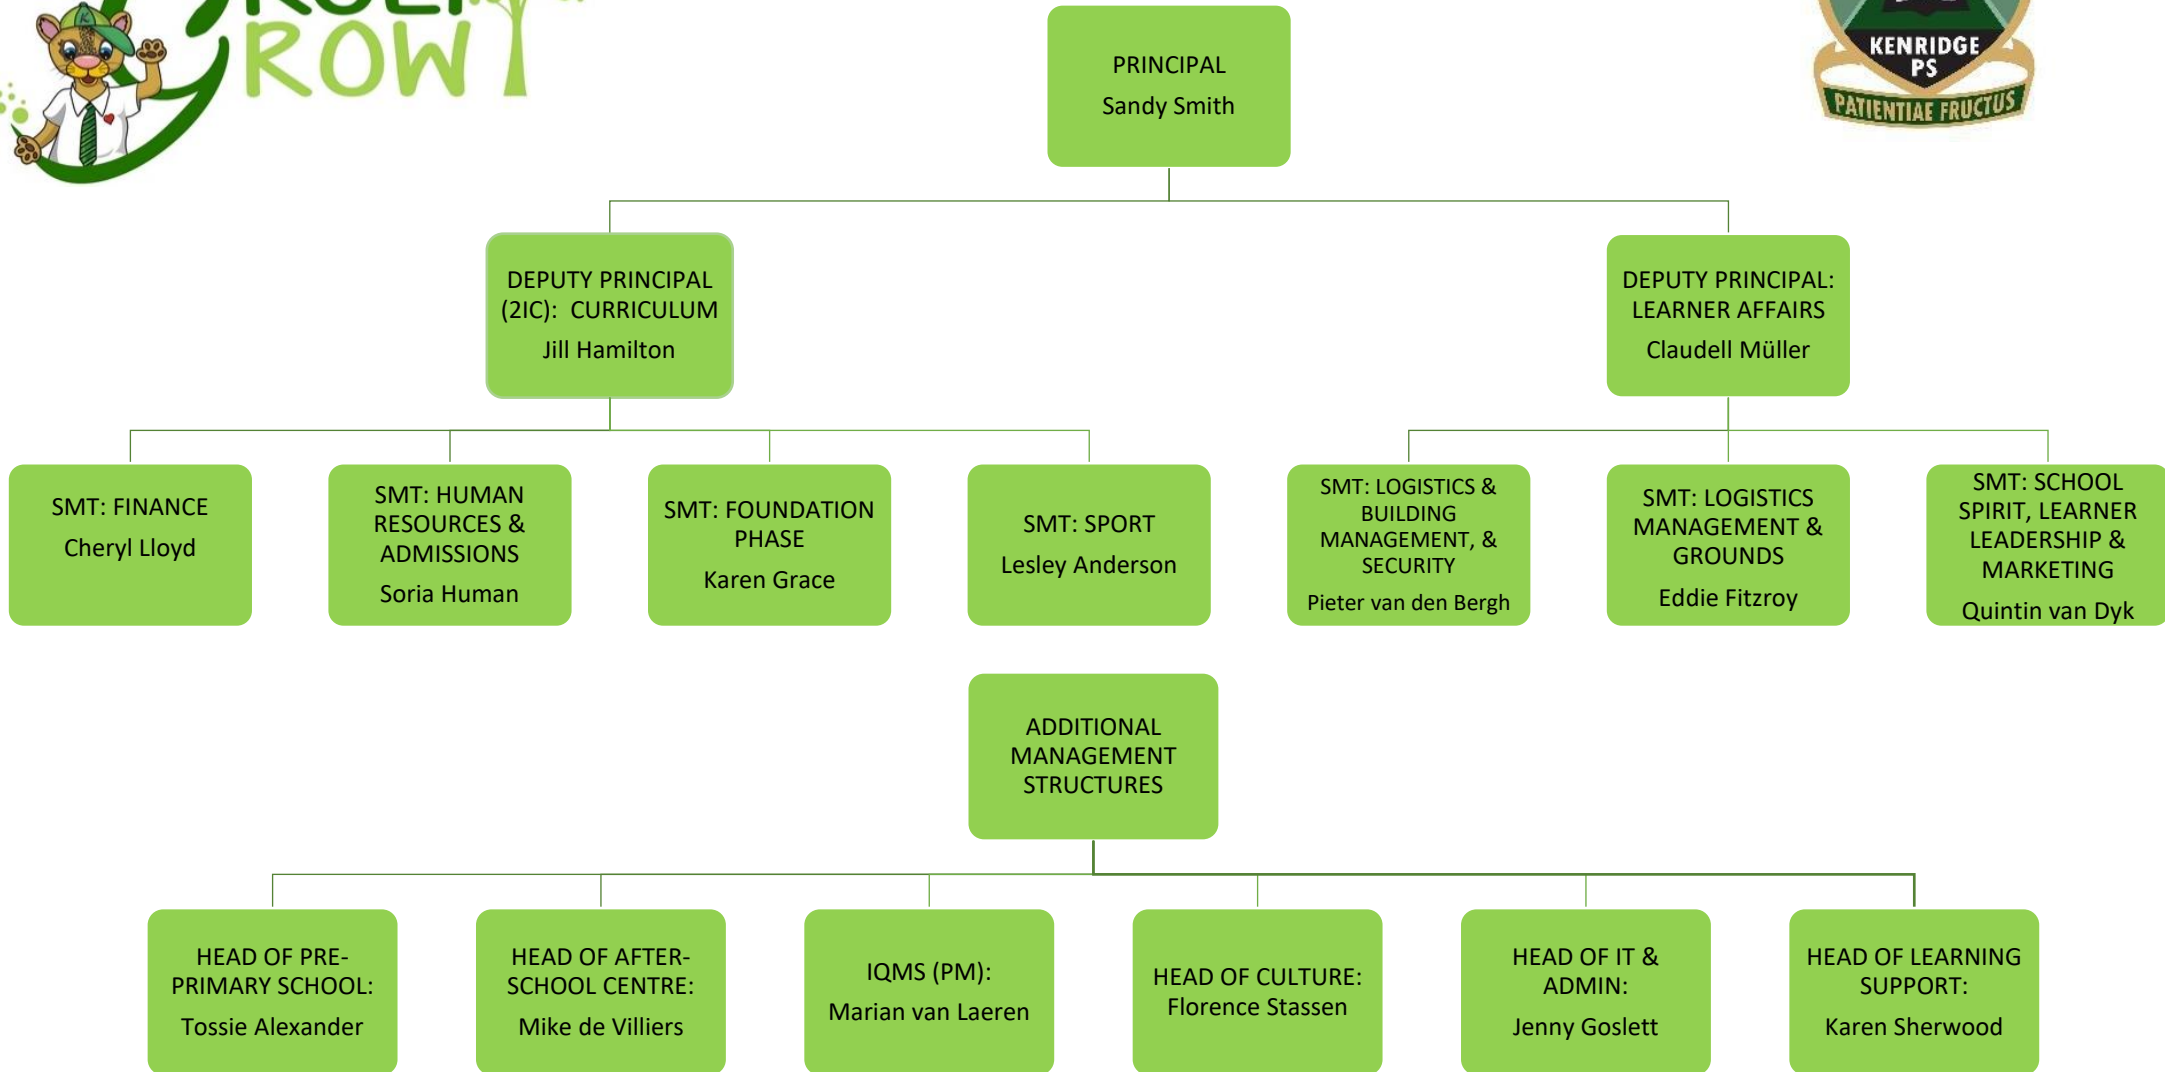 ROW
KENRIDGE
PS
PATIENTIAE FRUCTUS
PRINCIPAL
Sandy Smith
DEPUTY PRINCIPAL
(2IC): CURRICULUM
Jill Hamilton
DEPUTY PRINCIPAL:
LEARNER AFFAIRS
Claudell Müller
SMT: FINANCE
Cheryl Lloyd
SMT: HUMAN
RESOURCES &
ADMISSIONS
Soria Human
SMT: FOUNDATION
PHASE
Karen Grace
SMT: SPORT
Lesley Anderson
SMT: LOGISTICS &
BUILDING
MANAGEMENT, &
SECURITY
Pieter van den Bergh
SMT: LOGISTICS
MANAGEMENT &
GROUNDS
Eddie Fitzroy
SMT: SCHOOL
SPIRIT, LEARNER
LEADERSHIP &
MARKETING
Quintin van Dyk
ADDITIONAL
MANAGEMENT
STRUCTURES
HEAD OF PRE-
PRIMARY SCHOOL:
Tossie Alexander
HEAD OF AFTER-
SCHOOL CENTRE:
Mike de Villiers
IQMS (PM):
Marian van Laeren
HEAD OF CULTURE:
Florence Stassen
HEAD OF IT &
ADMIN:
Jenny Goslett
HEAD OF LEARNING
SUPPORT:
Karen Sherwood